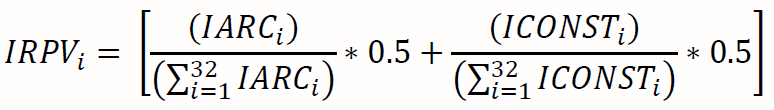 IRPV_i = [ (IARC_i) / (∑_{i=1}^{32} IARC_i) * 0.5 + (ICONST_i) / (∑_{i=1}^{32} ICONST_i) * 0.5 ]